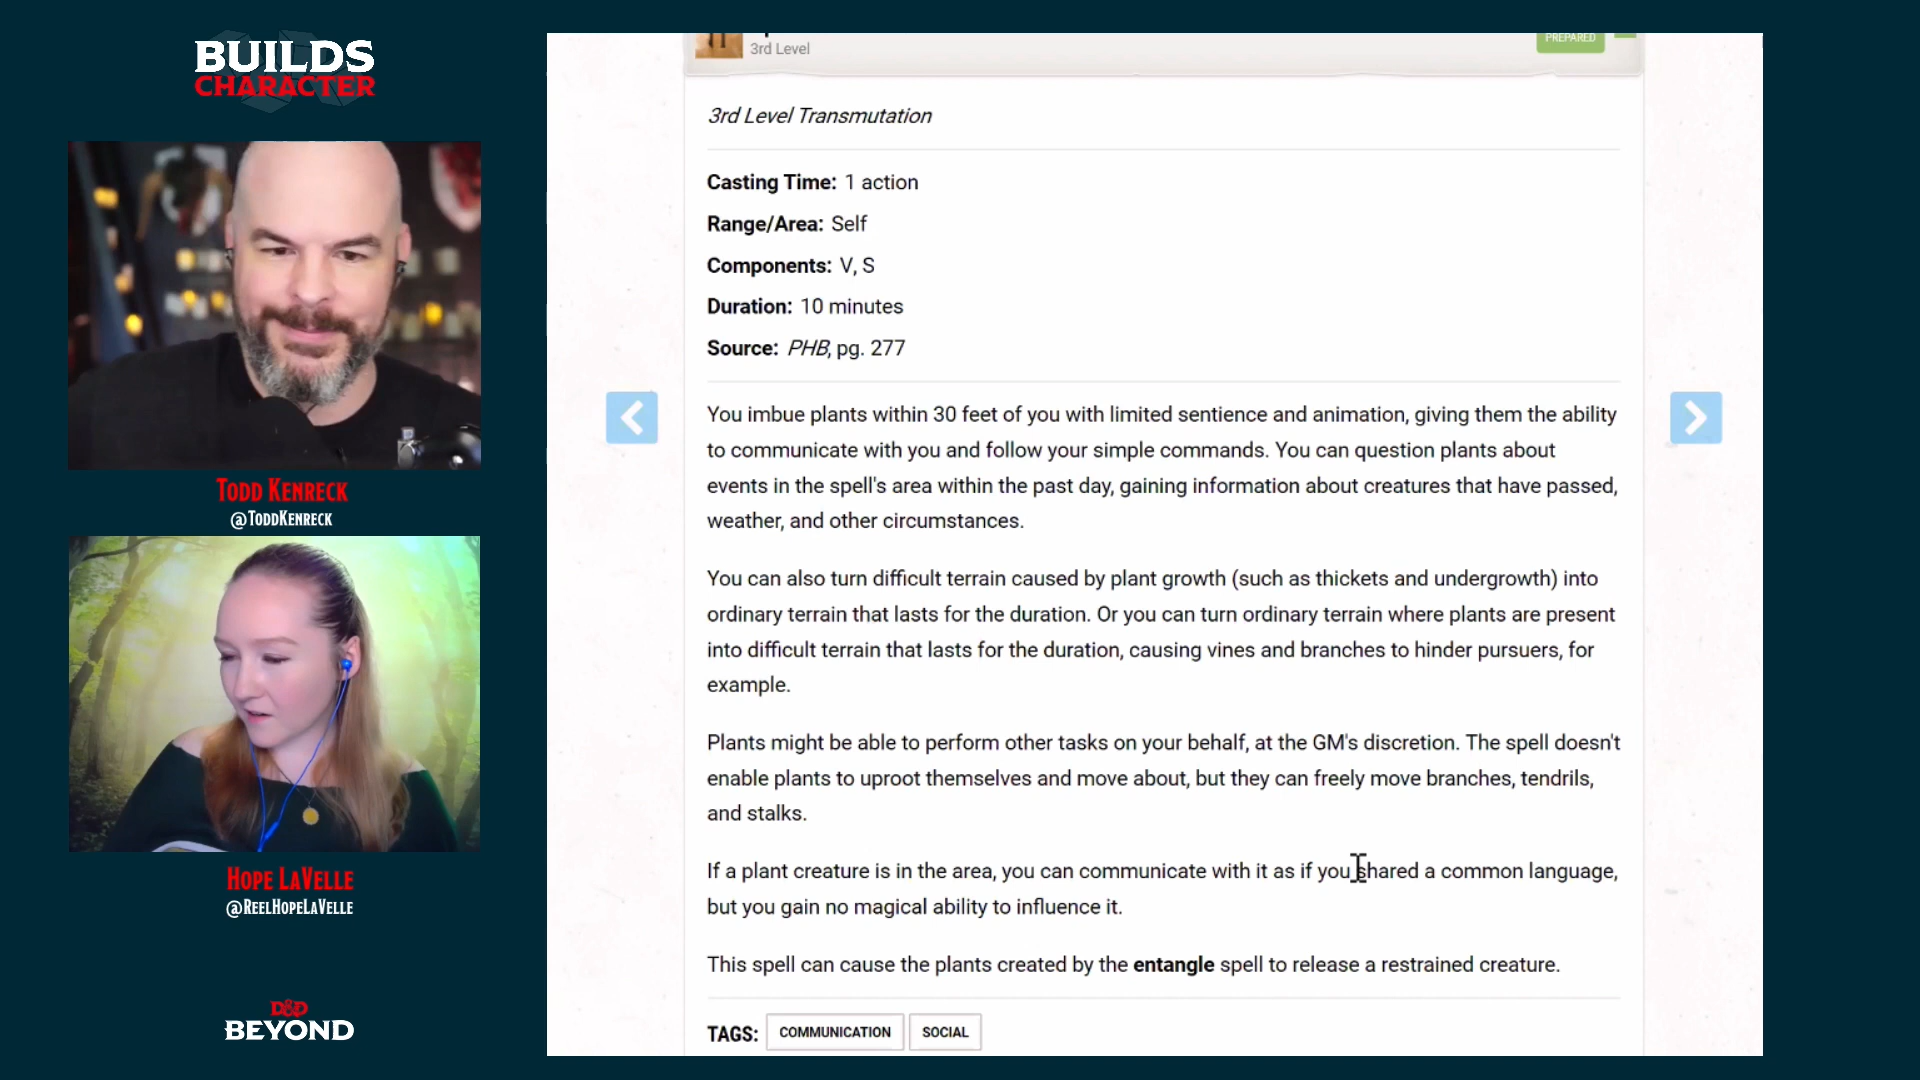 BUILDS
CHARACTER
TODD KENRECK
@TODDKENRECK
HOPE LAVELLE
@REELHOPELAVELLE
D&D
BEYOND
3rd Level
PREPARED
3rd Level Transmutation
Casting Time: 1 action
Range/Area: Self
Components: V, S
Duration: 10 minutes
Source: PHB, pg. 277
You imbue plants within 30 feet of you with limited sentience and animation, giving them the ability
to communicate with you and follow your simple commands. You can question plants about
events in the spell's area within the past day, gaining information about creatures that have passed,
weather, and other circumstances.
You can also turn difficult terrain caused by plant growth (such as thickets and undergrowth) into
ordinary terrain that lasts for the duration. Or you can turn ordinary terrain where plants are present
into difficult terrain that lasts for the duration, causing vines and branches to hinder pursuers, for
example.
Plants might be able to perform other tasks on your behalf, at the GM's discretion. The spell doesn't
enable plants to uproot themselves and move about, but they can freely move branches, tendrils,
and stalks.
If a plant creature is in the area, you can communicate with it as if you shared a common language,
but you gain no magical ability to influence it.
This spell can cause the plants created by the entangle spell to release a restrained creature.
TAGS: COMMUNICATION SOCIAL